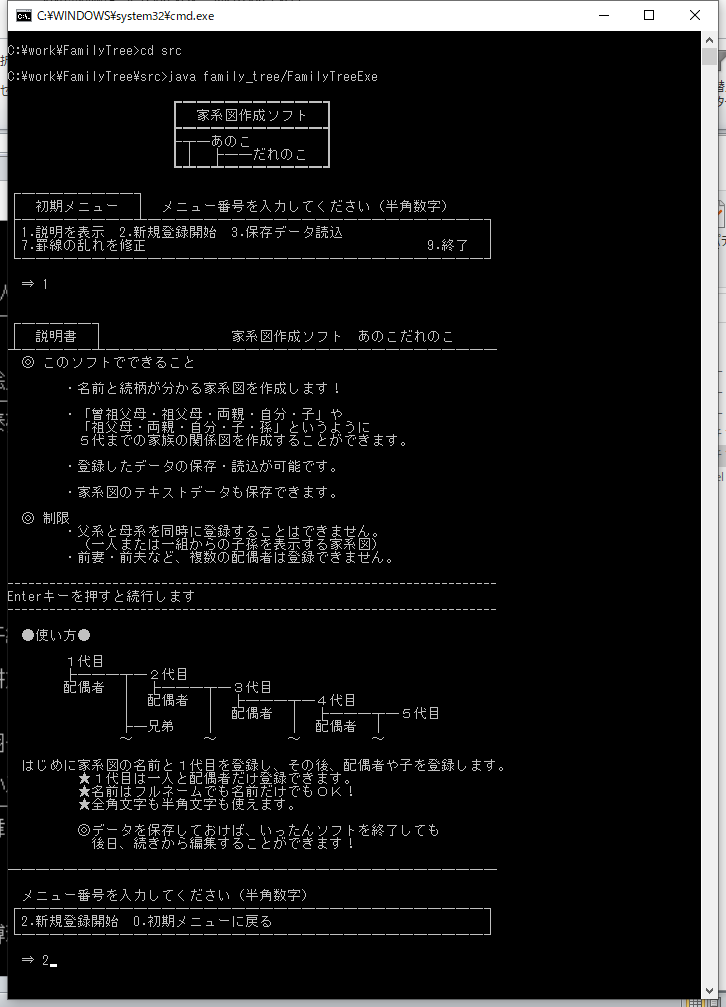 C:¥WINDOWS¥system32¥cmd.exe
C:¥work¥FamilyTree>cd src
C:¥work¥FamilyTree¥src>java family_tree/FamilyTreeExe
家系図作成ソフト
あのこ
だれのこ
初期メニュー　メニュー番号を入力してください（半角数字）
1.説明を表示 2.新規登録開始 3.保存データ読込
7.罫線の乱れを修正 9.終了
⇒ 1
説明書　家系図作成ソフト　あのこだれのこ
◎ このソフトでできること
・名前と続柄が分かる家系図を作成します！
・「曽祖父母・祖父母・両親・自分・子」や
「祖父母・両親・自分・子・孫」というように
５代までの家族の関係図を作成することができます。
・登録したデータの保存・読込が可能です。
・家系図のテキストデータも保存できます。
◎ 制限
・父系と母系を同時に登録することはできません。
（一人または一組からの子孫を表示する家系図）
・前妻・前夫など、複数の配偶者は登録できません。
Enterキーを押すと続行します
●使い方●
１代目
２代目
配偶者
３代目
配偶者
４代目
配偶者
５代目
兄弟
配偶者
～ ～ ～ ～
はじめに家系図の名前と１代目を登録し、その後、配偶者や子を登録します。
★１代目は一人と配偶者だけ登録できます。
★名前はフルネームでも名前だけでもＯＫ！
★全角文字も半角文字も使えます。
◎データを保存しておけば、いったんソフトを終了しても
後日、続きから編集することができます！
メニュー番号を入力してください（半角数字）
2.新規登録開始 0.初期メニューに戻る
⇒ 2